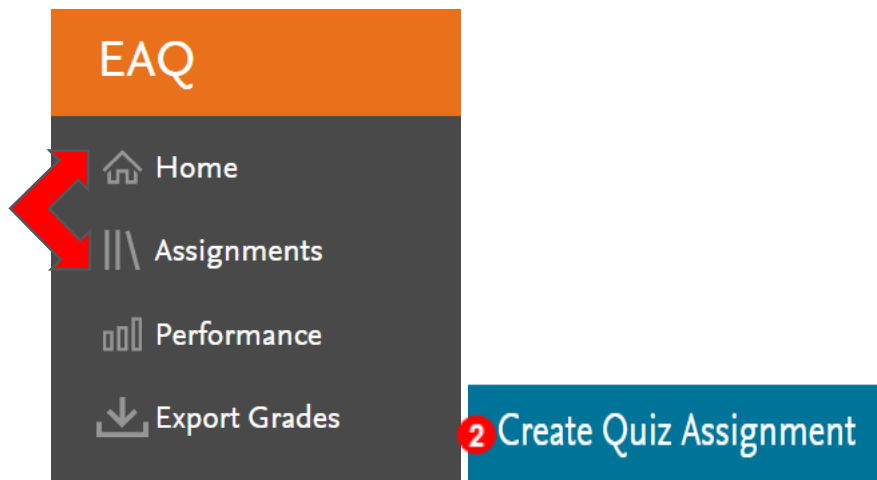 EAQ
Home
Assignments
Performance
Export Grades
2 Create Quiz Assignment